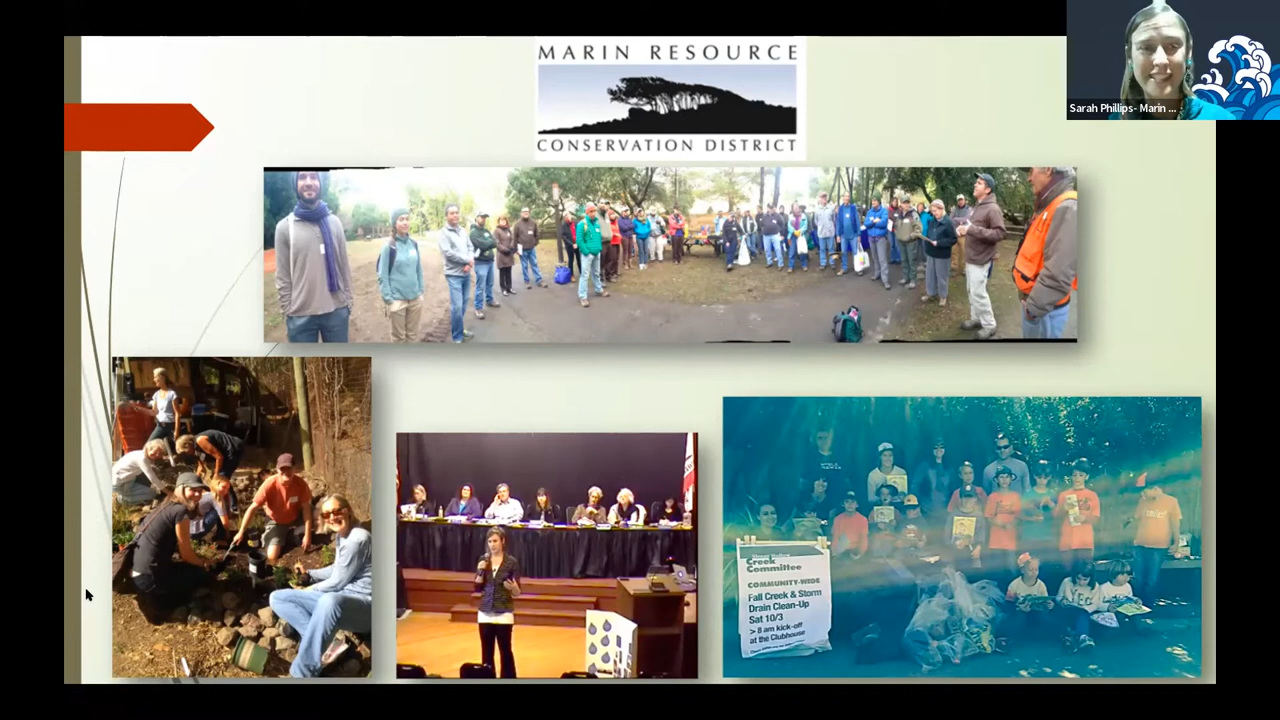 MARIN RESOURCE
CONSERVATION DISTRICT
Sarah Phillips- Marin ...
Creek
Committee
COMMUNITY-WIDE
Fall Creek & Storm
Drain Clean-Up
Sat 10/3
> 8 am kick-off
at the Clubhouse